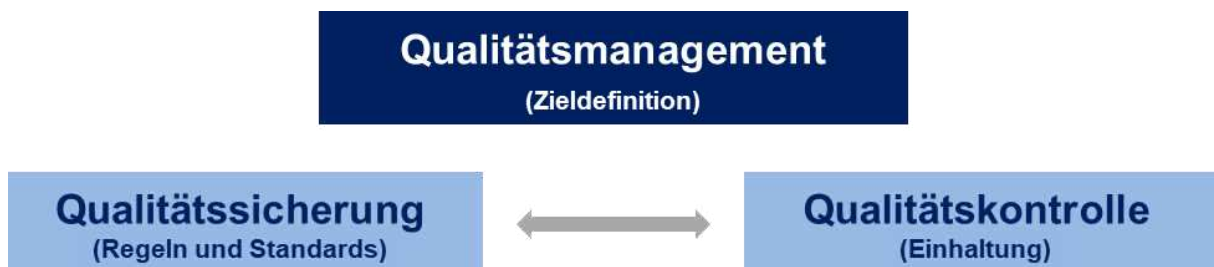 Qualitätsmanagement
(Zieldefinition)
Qualitätssicherung
(Regeln und Standards)
Qualitätskontrolle
(Einhaltung)